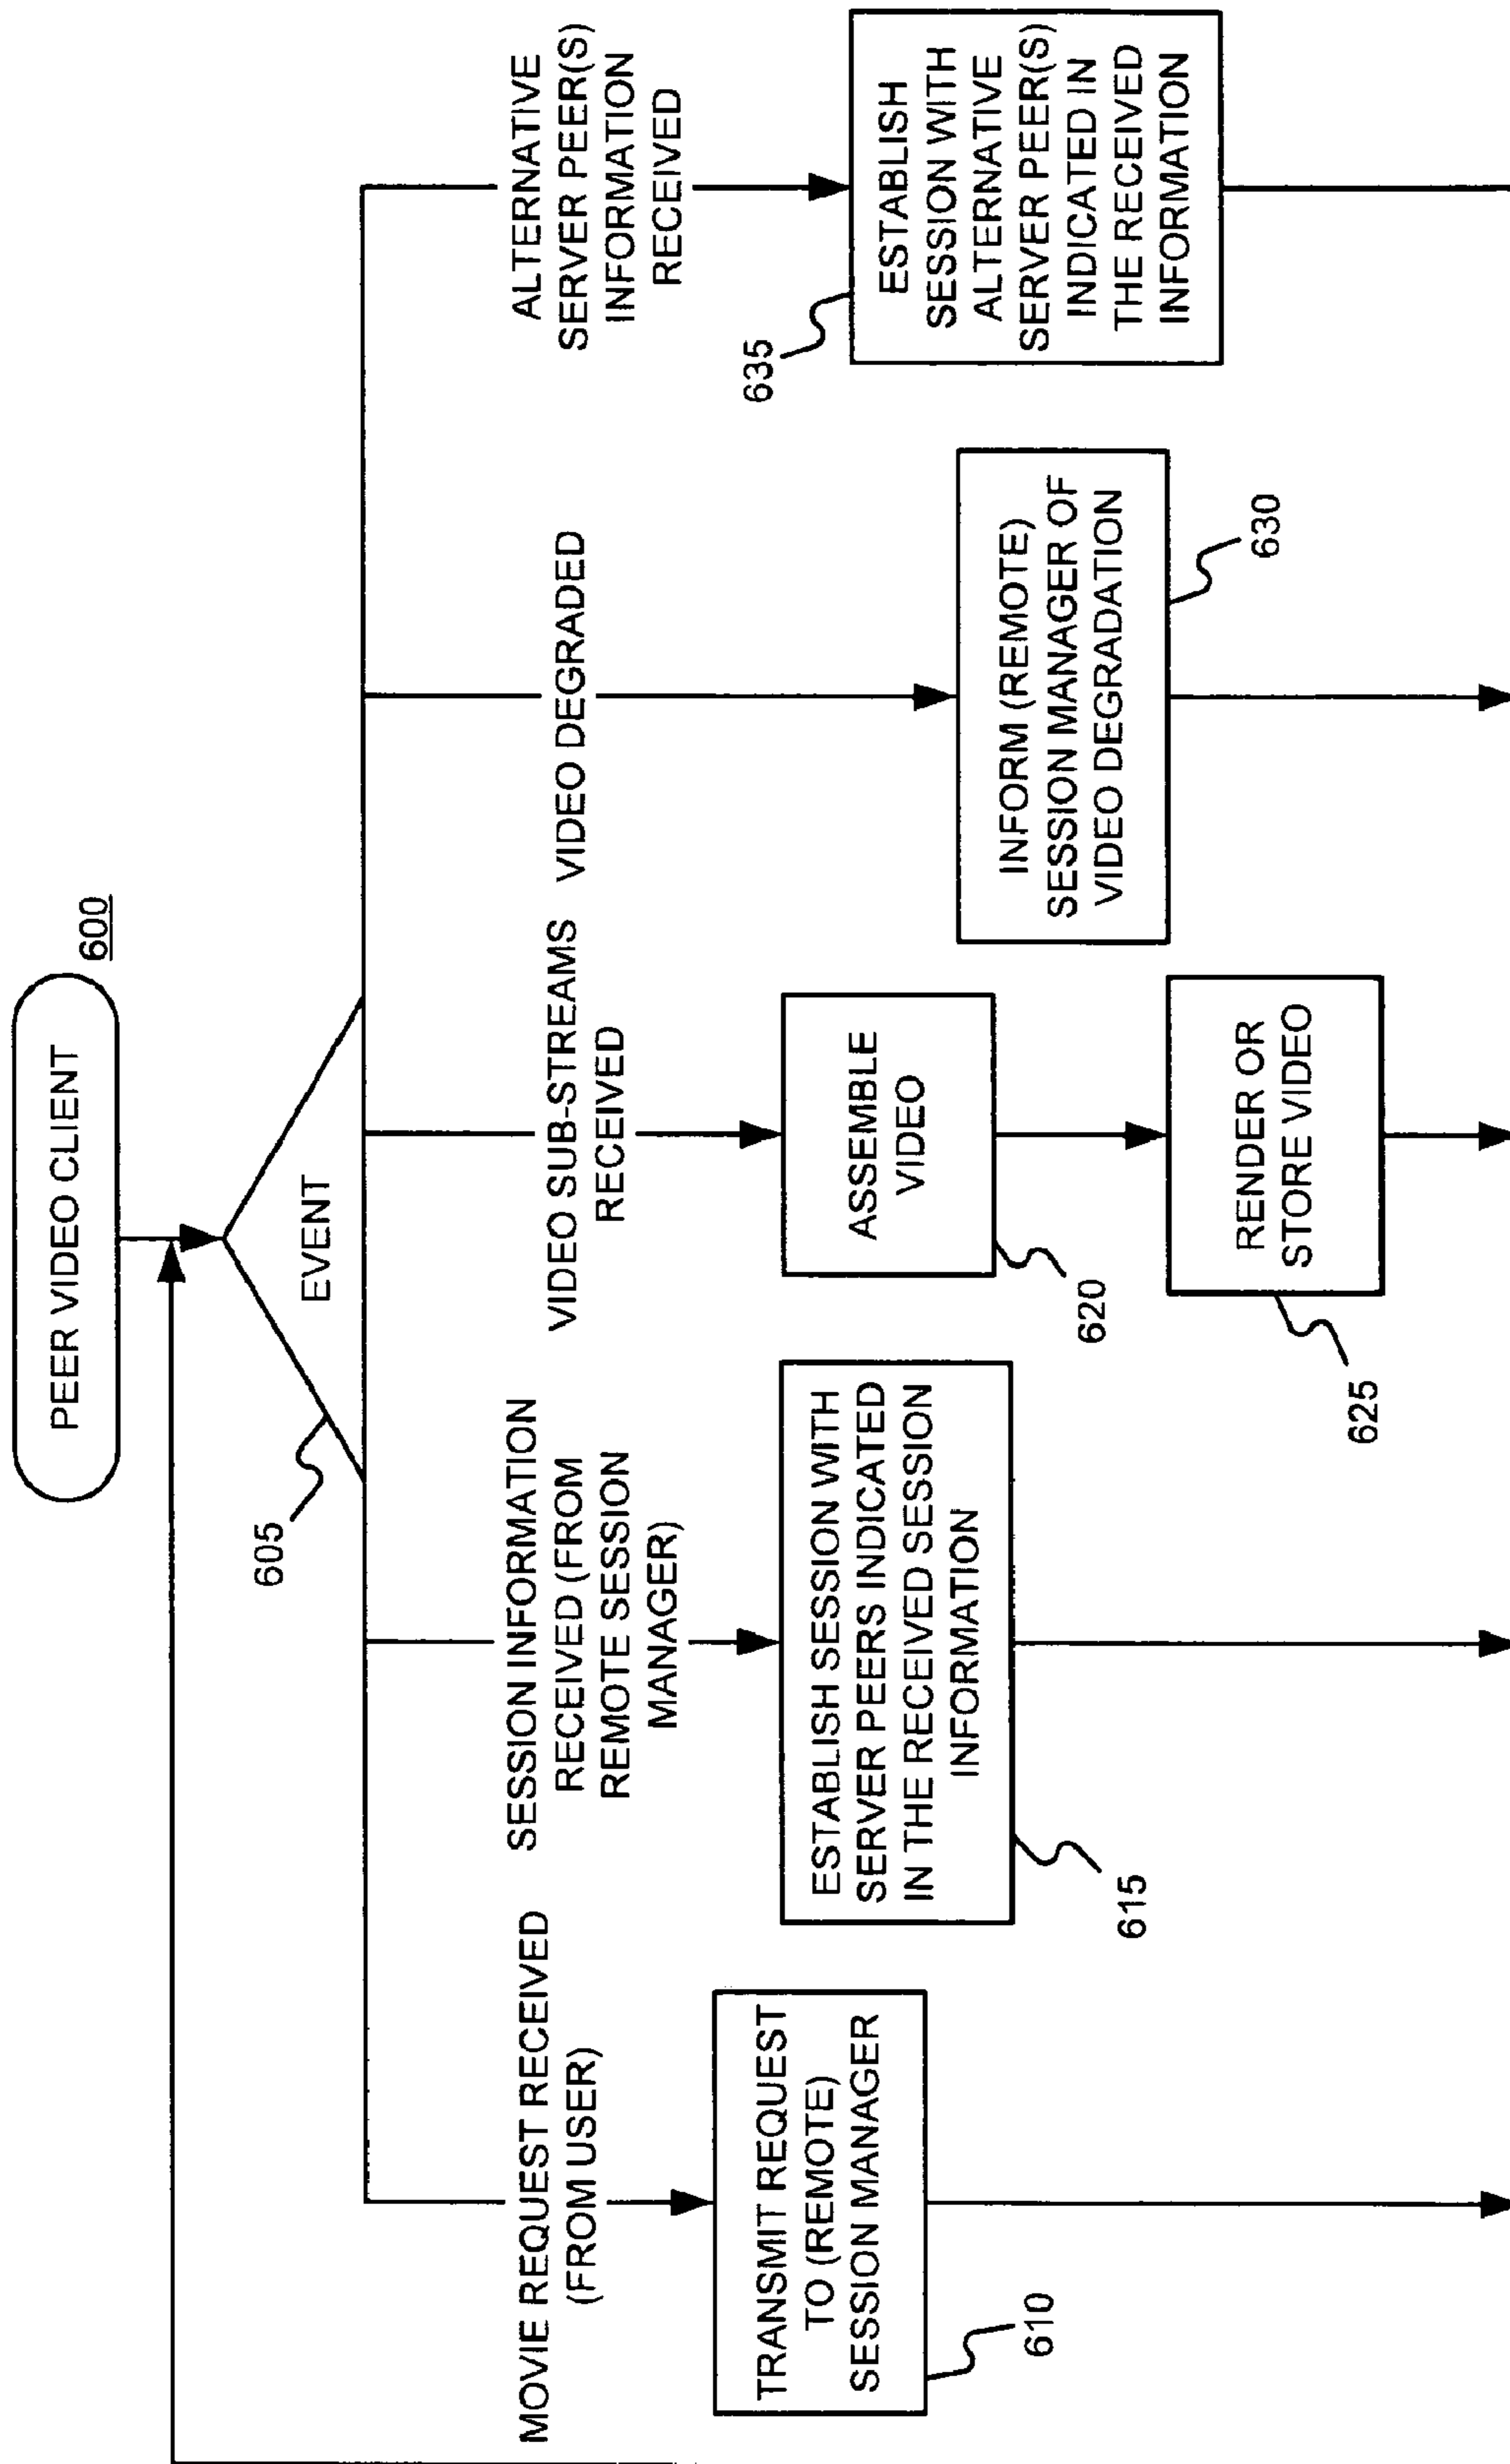 PEER VIDEO CLIENT
600
EVENT
605
MOVIE REQUEST RECEIVED
(FROM USER)
TRANSMIT REQUEST
TO (REMOTE)
SESSION MANAGER
610
SESSION INFORMATION
RECEIVED (FROM
REMOTE SESSION
MANAGER)
ESTABLISH SESSION WITH
SERVER PEERS INDICATED
IN THE RECEIVED SESSION
INFORMATION
615
VIDEO SUB-STREAMS
RECEIVED
ASSEMBLE
VIDEO
620
RENDER OR
STORE VIDEO
625
VIDEO DEGRADED
INFORM (REMOTE)
SESSION MANAGER OF
VIDEO DEGRADATION
630
ALTERNATIVE
SERVER PEER(S)
INFORMATION
RECEIVED
ESTABLISH
SESSION WITH
ALTERNATIVE
SERVER PEER(S)
INDICATED IN
THE RECEIVED
INFORMATION
635